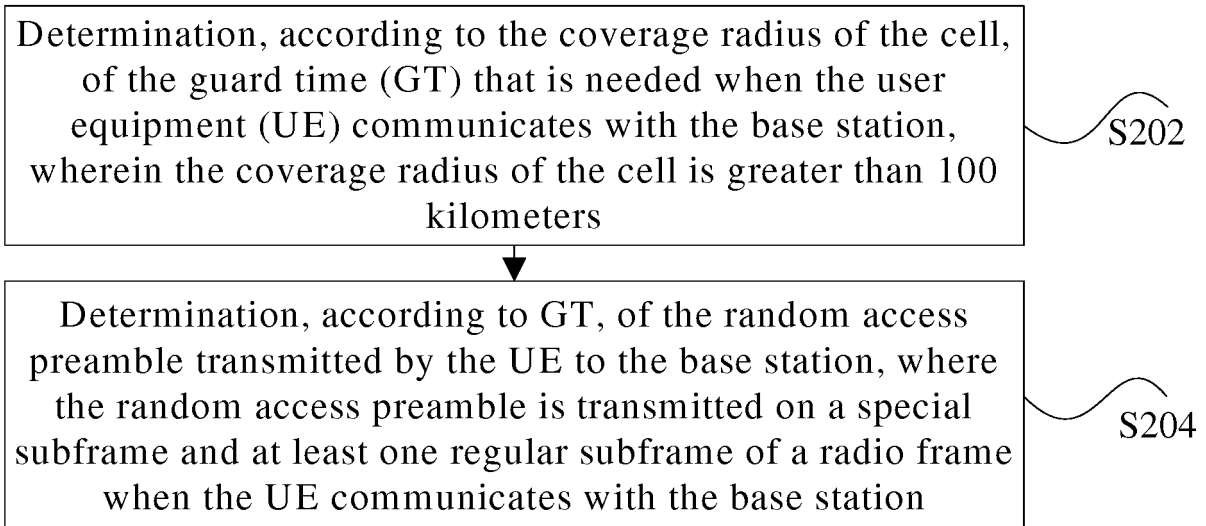 Determination, according to the coverage radius of the cell,
of the guard time (GT) that is needed when the user
equipment (UE) communicates with the base station,
wherein the coverage radius of the cell is greater than 100
kilometers
S202
Determination, according to GT, of the random access
preamble transmitted by the UE to the base station, where
the random access preamble is transmitted on a special
subframe and at least one regular subframe of a radio frame
when the UE communicates with the base station
S204